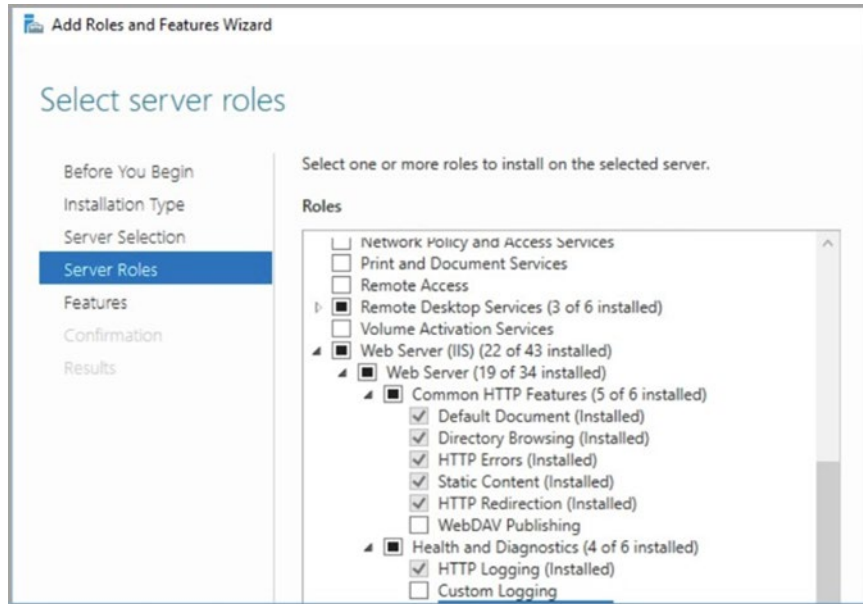 Add Roles and Features Wizard
Select server roles
Before You Begin
Installation Type
Server Selection
Server Roles
Features
Confirmation
Results
Select one or more roles to install on the selected server.
Roles
Network Policy and Access Services
Print and Document Services
Remote Access
Remote Desktop Services (3 of 6 installed)
Volume Activation Services
Web Server (IIS) (22 of 43 installed)
Web Server (19 of 34 installed)
Common HTTP Features (5 of 6 installed)
Default Document (Installed)
Directory Browsing (Installed)
HTTP Errors (Installed)
Static Content (Installed)
HTTP Redirection (Installed)
WebDAV Publishing
Health and Diagnostics (4 of 6 installed)
HTTP Logging (Installed)
Custom Logging